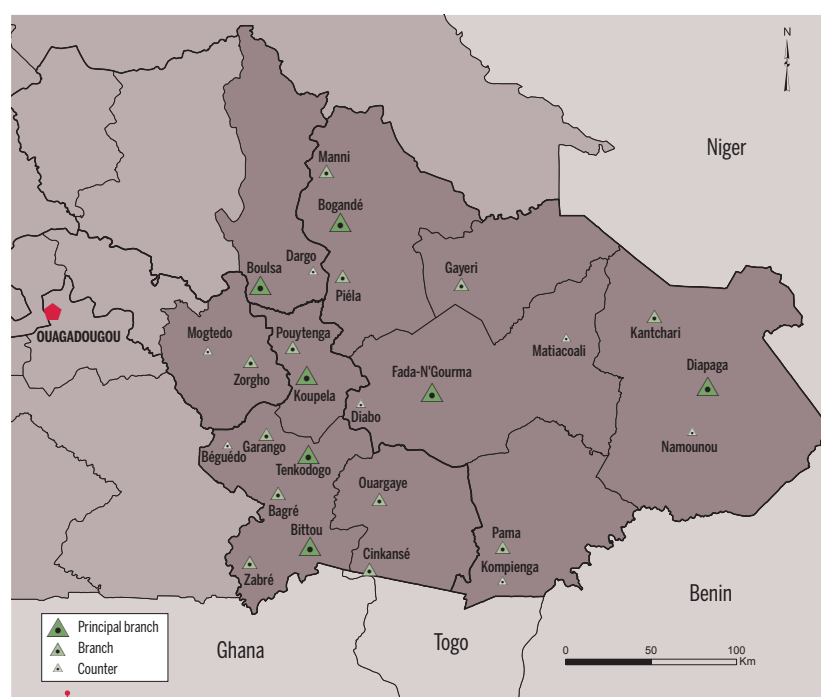 N
Niger
Manni
Bogandé
Dargo
Boulsa
Piéla
Gayeri
OUAGADOUGOU
Mogtedo
Pouytenga
Zorgho
Koupela
Kantchari
Matiacoali
Fada-N'Gourma
Diapaga
Diabo
Namounou
Garango
Béguédo
Tenkodogo
Ouargaye
Bagré
Bittou
Pama
Cinkansé
Kompienga
Zabré
Benin
Ghana
Togo
Principal branch
Branch
Counter
0 50 100
Km